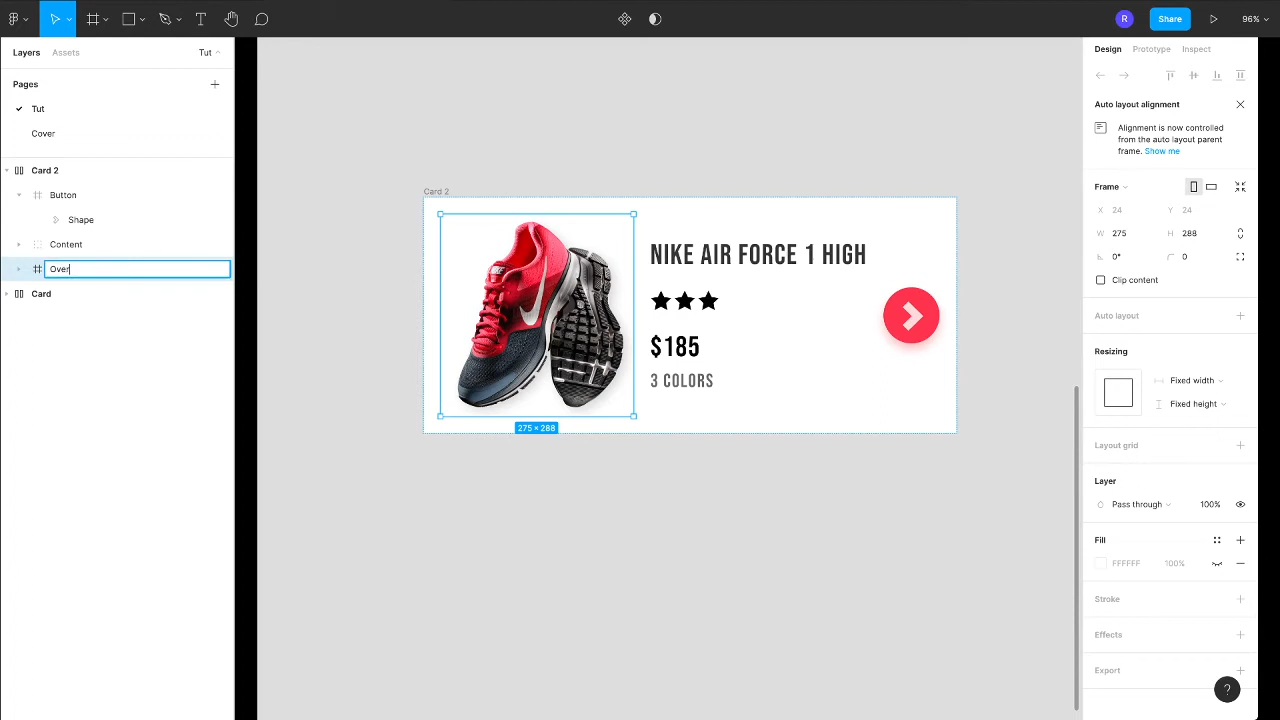 R
Share
96%
Layers
Assets
Tut
Pages
Tut
Cover
Card 2
Button
Shape
Content
Over
Card
Card 2
NIKE AIR FORCE 1 HIGH
$185
3 COLORS
275 × 288
Design
Prototype
Inspect
Auto layout alignment
Alignment is now controlled
from the auto layout parent
frame. Show me
Frame
X 24
Y 24
W 275
H 288
0°
0
Clip content
Auto layout
Resizing
Fixed width
Fixed height
Layout grid
Layer
Pass through
100%
Fill
FFFFFF
100%
Stroke
Effects
Export
?